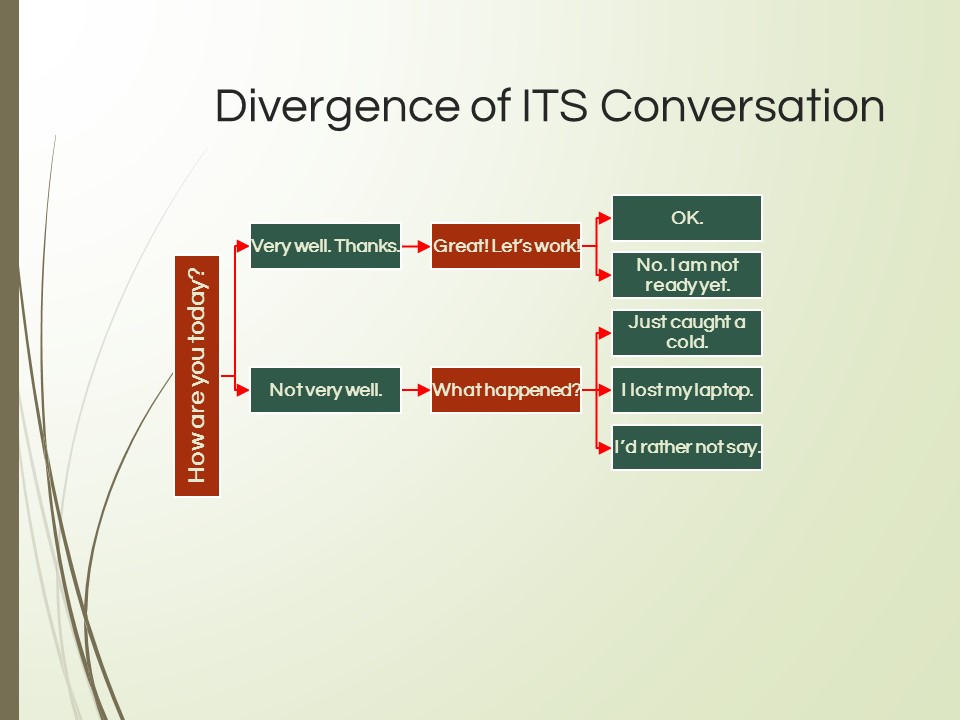 Divergence of ITS Conversation
How are you today?
Very well. Thanks.
Great! Let's work!
OK.
No. I am not
ready yet.
Not very well.
What happened?
Just caught a
cold.
I lost my laptop.
I'd rather not say.